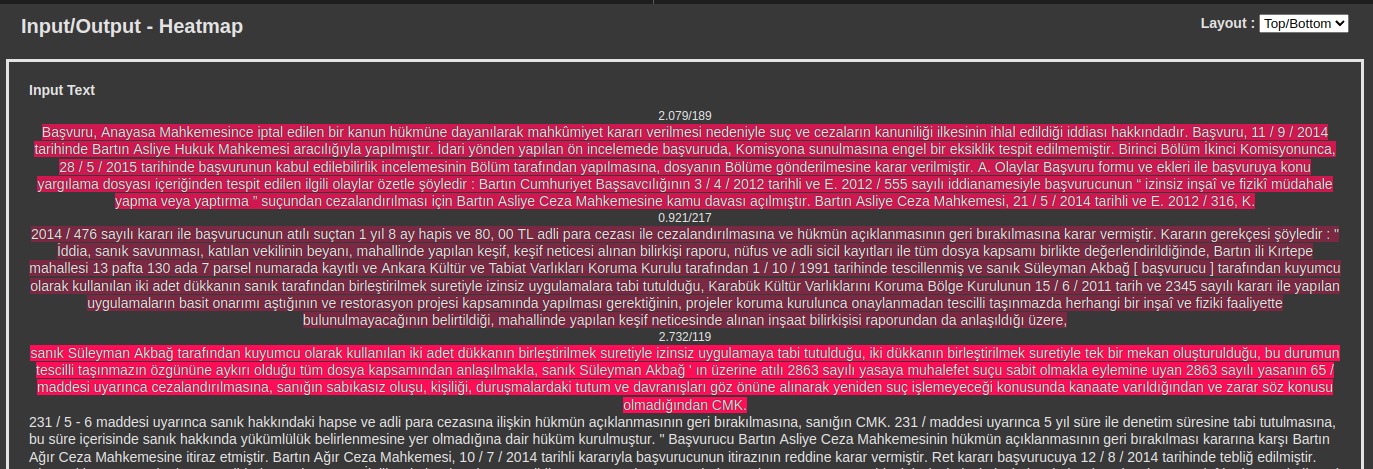 Input/Output - Heatmap
Layout : Top/Bottom
Input Text
2.079/189
Başvuru, Anayasa Mahkemesince iptal edilen bir kanun hükmüne dayanılarak mahkûmiyet kararı verilmesi nedeniyle suç ve cezaların kanuniliği ilkesinin ihlal edildiği iddiası hakkındadır. Başvuru, 11 / 9 / 2014
tarihinde Bartın Asliye Hukuk Mahkemesi aracılığıyla yapılmıştır. İdari yönden yapılan ön incelemede başvuruda, Komisyona sunulmasına engel bir eksiklik tespit edilmemiştir. Birinci Bölüm İkinci Komisyonunca,
28 / 5 / 2015 tarihinde başvurunun kabul edilebilirlik incelemesinin Bölüm tarafından yapılmasına, dosyanın Bölüme gönderilmesine karar verilmiştir. A. Olaylar Başvuru formu ve ekleri ile başvuruya konu
yargılama dosyası içeriğinden tespit edilen ilgili olaylar özetle şöyledir : Bartın Cumhuriyet Başsavcılığının 3 / 4 / 2012 tarihli ve E. 2012 / 555 sayılı iddianamesiyle başvurucunun “ izinsiz inşaî ve fizikî müdahale
yapma veya yaptırma ” suçundan cezalandırılması için Bartın Asliye Ceza Mahkemesine kamu davası açılmıştır. Bartın Asliye Ceza Mahkemesi, 21 / 5 / 2014 tarihli ve E. 2012 / 316, K.
0.921/217
2014 / 476 sayılı kararı ile başvurucunun atılı suçtan 1 yıl 8 ay hapis ve 80, 00 TL adli para cezası ile cezalandırılmasına ve hükmün açıklanmasının geri bırakılmasına karar vermiştir. Kararın gerekçesi şöyledir : "
İddia, sanık savunması, katılan vekilinin beyanı, mahallinde yapılan keşif, keşif neticesi alınan bilirkişi raporu, nüfus ve adli sicil kayıtları ile tüm dosya kapsamı birlikte değerlendirildiğinde, Bartın ili Kırtepe
mahallesi 13 pafta 130 ada 7 parsel numarada kayıtlı ve Ankara Kültür ve Tabiat Varlıkları Koruma Kurulu tarafından 1 / 10 / 1991 tarihinde tescillenmiş ve sanık Süleyman Akbağ [ başvurucu ] tarafından kuyumcu
olarak kullanılan iki adet dükkanın sanık tarafından birleştirilmek suretiyle izinsiz uygulamalara tabi tutulduğu, Karabük Kültür Varlıklarını Koruma Bölge Kurulunun 15 / 6 / 2011 tarih ve 2345 sayılı kararı ile yapılan
uygulamaların basit onarımı aştığının ve restorasyon projesi kapsamında yapılması gerektiğinin, projeler koruma kurulunca onaylanmadan tescilli taşınmazda herhangi bir inşaî ve fiziki faaliyette
bulunulmayacağının belirtildiği, mahallinde yapılan keşif neticesinde alınan inşaat bilirkişisi raporundan da anlaşıldığı üzere,
2.732/119
sanık Süleyman Akbağ tarafından kuyumcu olarak kullanılan iki adet dükkanın birleştirilmek suretiyle izinsiz uygulamaya tabi tutulduğu, iki dükkanın birleştirilmek suretiyle tek bir mekan oluşturulduğu, bu durumun
tescilli taşınmazın özgününe aykırı olduğu tüm dosya kapsamından anlaşılmakla, sanık Süleyman Akbağ ' ın üzerine atılı 2863 sayılı yasaya muhalefet suçu sabit olmakla eylemine uyan 2863 sayılı yasanın 65 /
maddesi uyarınca cezalandırılmasına, sanığın sabıkasız oluşu, kişiliği, duruşmalardaki tutum ve davranışları göz önüne alınarak yeniden suç işlemeyeceği konusunda kanaate varıldığından ve zarar söz konusu
olmadığından CMK.
231 / 5 - 6 maddesi uyarınca sanık hakkındaki hapse ve adli para cezasına ilişkin hükmün açıklanmasının geri bırakılmasına, sanığın CMK. 231 / maddesi uyarınca 5 yıl süre ile denetim süresine tabi tutulmasına,
bu süre içerisinde sanık hakkında yükümlülük belirlenmesine yer olmadığına dair hüküm kurulmuştur. " Başvurucu Bartın Asliye Ceza Mahkemesinin hükmün açıklanmasının geri bırakılması kararına karşı Bartın
Ağır Ceza Mahkemesine itiraz etmiştir. Bartın Ağır Ceza Mahkemesi, 10 / 7 / 2014 tarihli kararıyla başvurucunun itirazının reddine karar vermiştir. Ret kararı başvurucuya 12 / 8 / 2014 tarihinde tebliğ edilmiştir.